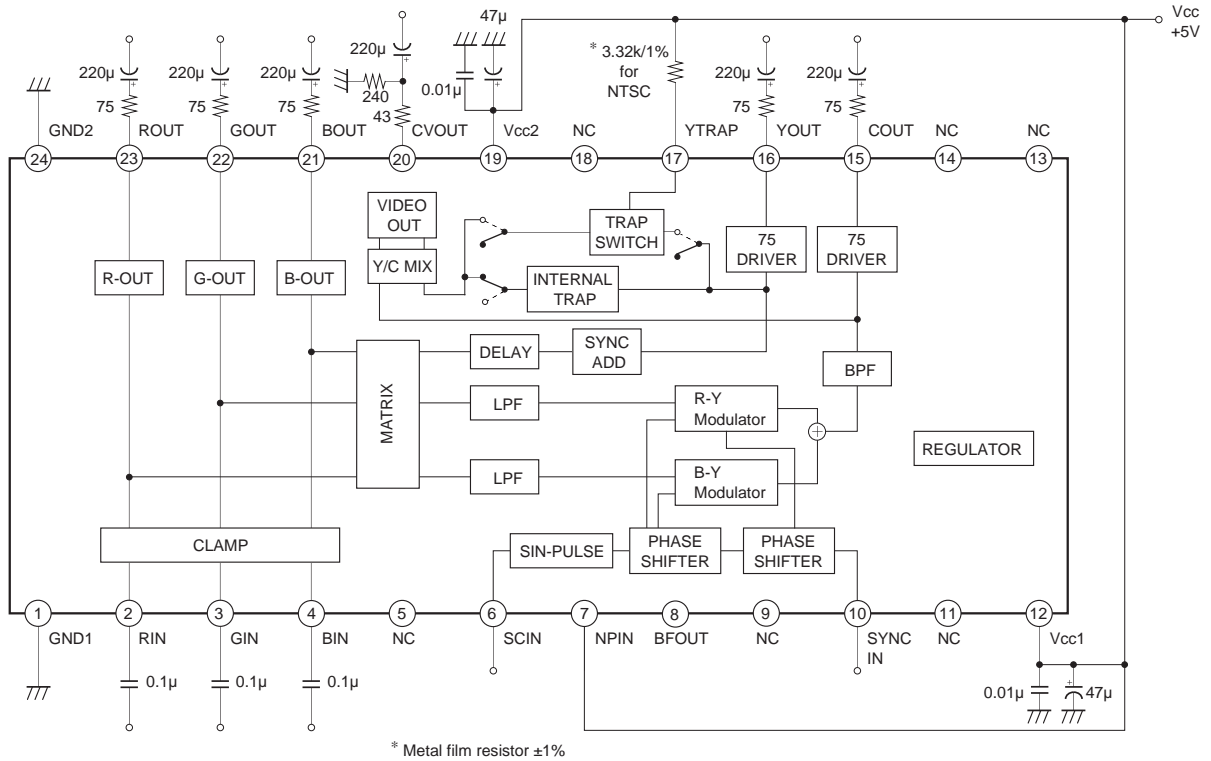 47µ
Vcc
+5V
220µ
220µ
220µ
220µ
* 3.32k/1%
for
NTSC
220µ
220µ
0.01µ
240
75
75
75
43
75
75
GND2
ROUT
GOUT
BOUT
CVOUT
Vcc2
NC
YTRAP
YOUT
COUT
NC
NC
24
23
22
21
20
19
18
17
16
15
14
13
VIDEO
OUT
TRAP
SWITCH
75
DRIVER
75
DRIVER
Y/C MIX
R-OUT
G-OUT
B-OUT
INTERNAL
TRAP
MATRIX
DELAY
SYNC
ADD
BPF
LPF
R-Y
Modulator
REGULATOR
LPF
B-Y
Modulator
CLAMP
SIN-PULSE
PHASE
SHIFTER
PHASE
SHIFTER
1
2
3
4
5
6
7
8
9
10
11
12
GND1
RIN
GIN
BIN
NC
SCIN
NPIN
BFOUT
NC
SYNC
IN
NC
Vcc1
0.1µ
0.1µ
0.1µ
0.01µ
47µ
* Metal film resistor ±1%